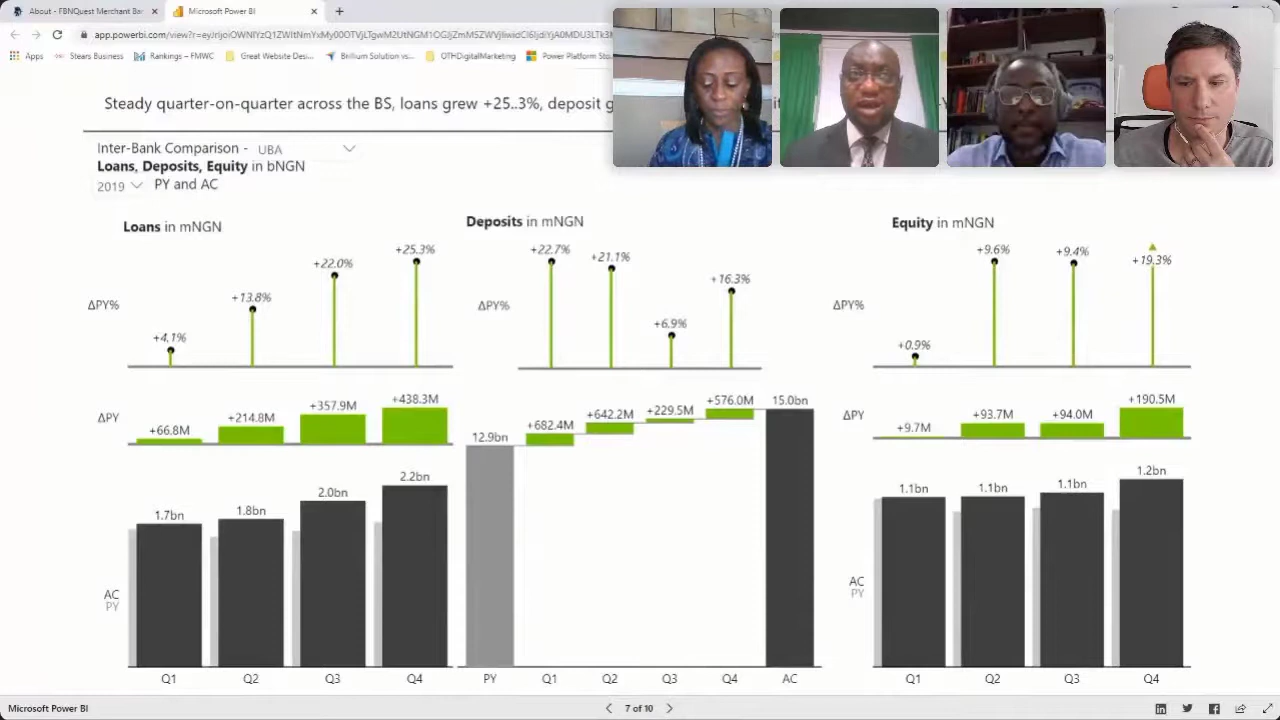 About - FBNQuest Merchant Ban
Microsoft Power BI
app.powerbi.com
Apps
Stears Business
Rankings – FMWC
Great Website Desi...
Brillium Solution vs...
OTHDigitalMarketing
Power Platform Stu
Steady quarter-on-quarter across the BS, loans grew +25..3%, deposit g
Inter-Bank Comparison - UBA
Loans, Deposits, Equity in bNGN
2019 PY and AC
Loans in mNGN
ΔPY%
+4.1%
+13.8%
+22.0%
+25.3%
ΔPY
+66.8M
+214.8M
+357.9M
+438.3M
AC
PY
1.7bn
1.8bn
2.0bn
2.2bn
Q1 Q2 Q3 Q4
Deposits in mNGN
ΔPY%
+22.7%
+21.1%
+6.9%
+16.3%
12.9bn
+682.4M
+642.2M
+229.5M
+576.0M
15.0bn
PY Q1 Q2 Q3 Q4 AC
Equity in mNGN
ΔPY%
+0.9%
+9.6%
+9.4%
+19.3%
ΔPY
+9.7M
+93.7M
+94.0M
+190.5M
AC
PY
1.1bn
1.1bn
1.1bn
1.2bn
Q1 Q2 Q3 Q4
Microsoft Power BI
7 of 10